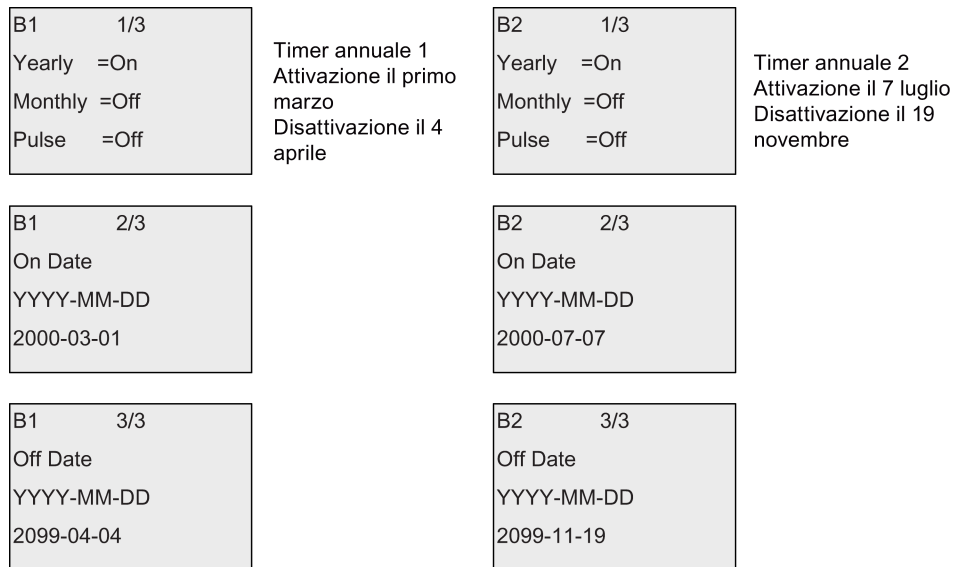 B1 1/3
Yearly =On
Monthly =Off
Pulse =Off
Timer annuale 1
Attivazione il primo
marzo
Disattivazione il 4
aprile
B2 1/3
Yearly =On
Monthly =Off
Pulse =Off
Timer annuale 2
Attivazione il 7 luglio
Disattivazione il 19
novembre
B1 2/3
On Date
YYYY-MM-DD
2000-03-01
B2 2/3
On Date
YYYY-MM-DD
2000-07-07
B1 3/3
Off Date
YYYY-MM-DD
2099-04-04
B2 3/3
Off Date
YYYY-MM-DD
2099-11-19